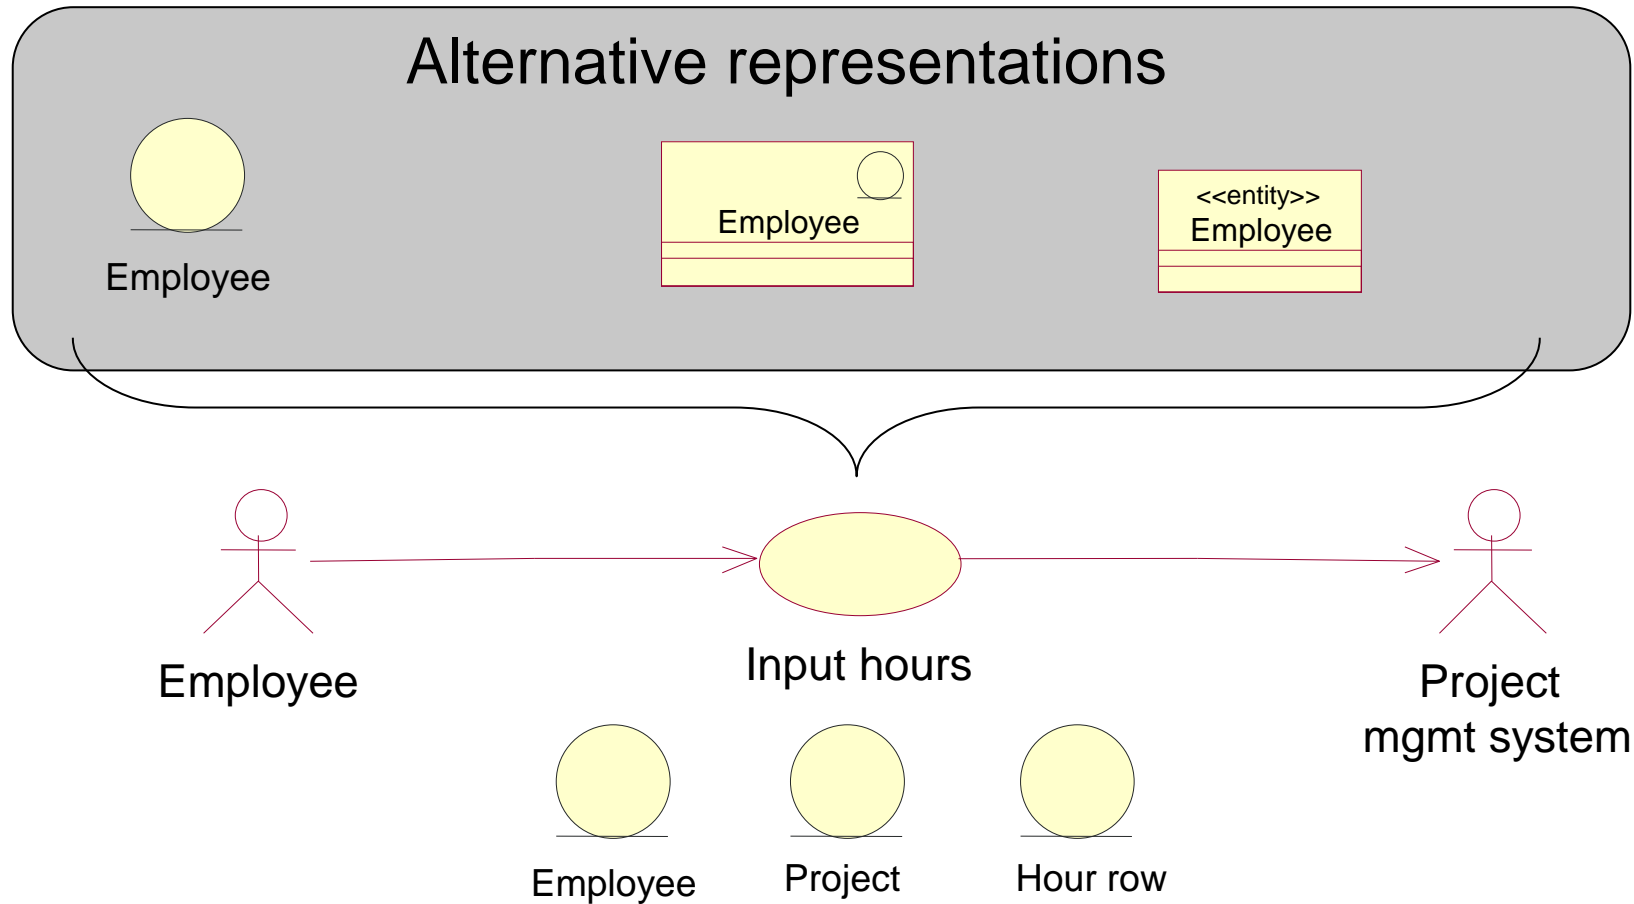 Alternative representations
Employee
Employee
<<entity>>
Employee
Employee
Input hours
Project
mgmt system
Employee
Project
Hour row